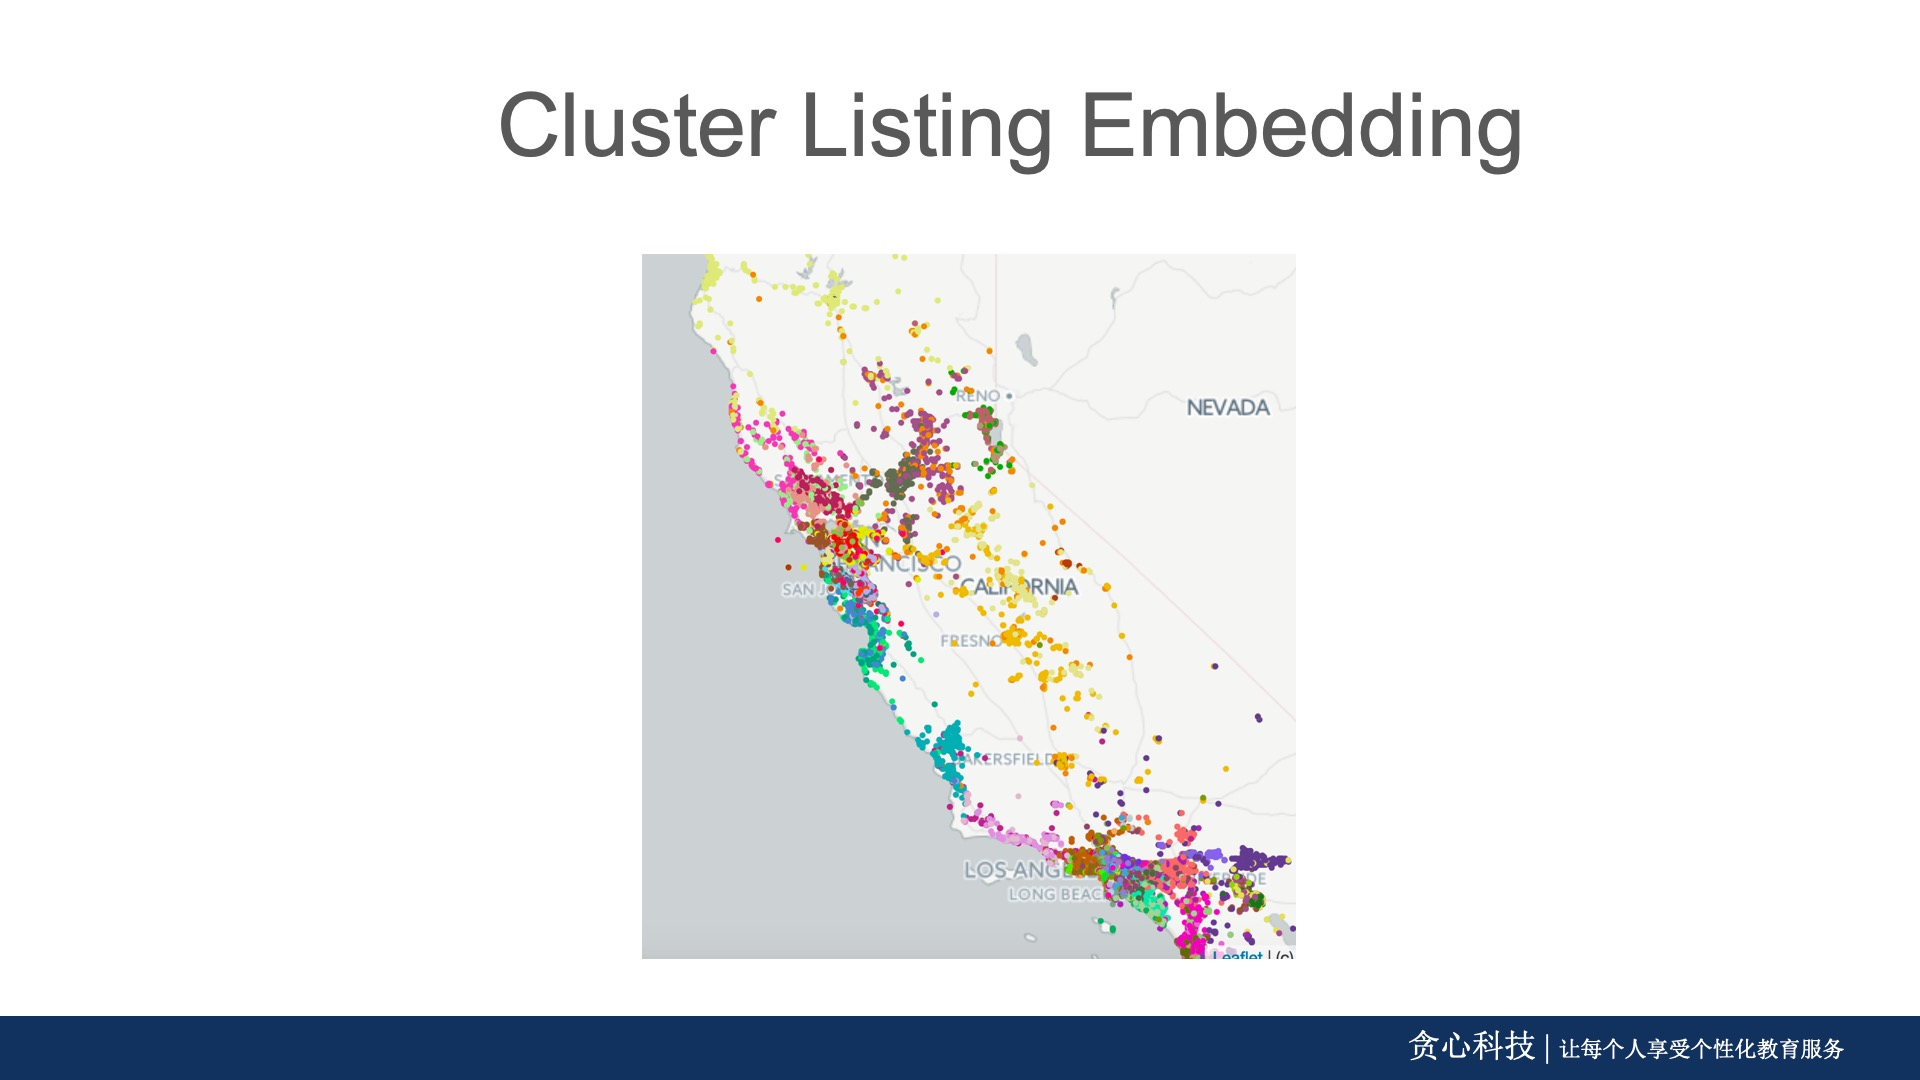 Cluster Listing Embedding
RENO
NEVADA
CALIFORNIA
FRESNO
LOS ANGE
LONG BEAC
Leaflet | (c)
贪心科技 | 让每个人享受个性化教育服务